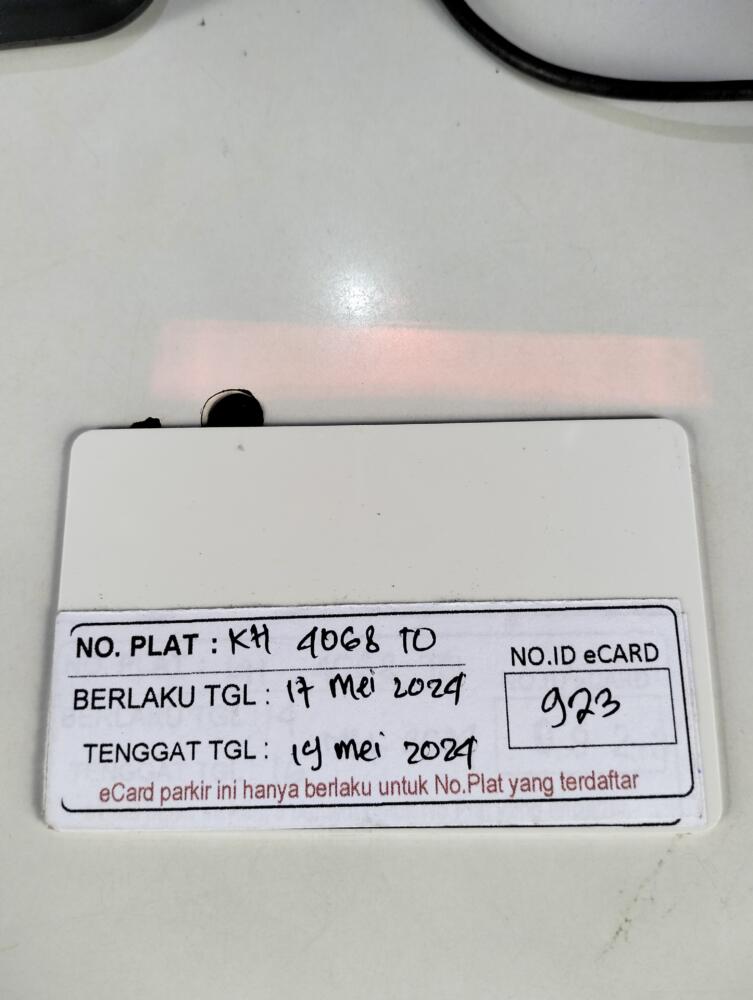 NO. PLAT : KH 4068 TO
NO.ID eCARD
BERLAKU TGL : 17 Mei 2024
923
TENGGAT TGL : 19 mei 2024
eCard parkir ini hanya berlaku untuk No.Plat yang terdaftar